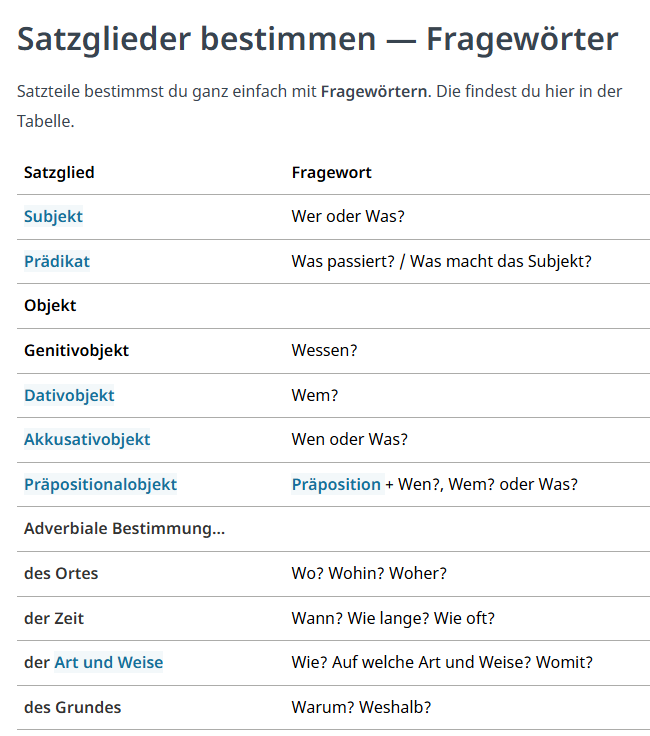 Satzglieder bestimmen — Fragewörter
Satzteile bestimmst du ganz einfach mit Fragewörtern. Die findest du hier in der
Tabelle.
Satzglied Fragewort
Subjekt Wer oder Was?
Prädikat Was passiert? / Was macht das Subjekt?
Objekt
Genitivobjekt Wessen?
Dativobjekt Wem?
Akkusativobjekt Wen oder Was?
Präpositionalobjekt Präposition + Wen?, Wem? oder Was?
Adverbiale Bestimmung...
des Ortes Wo? Wohin? Woher?
der Zeit Wann? Wie lange? Wie oft?
der Art und Weise Wie? Auf welche Art und Weise? Womit?
des Grundes Warum? Weshalb?